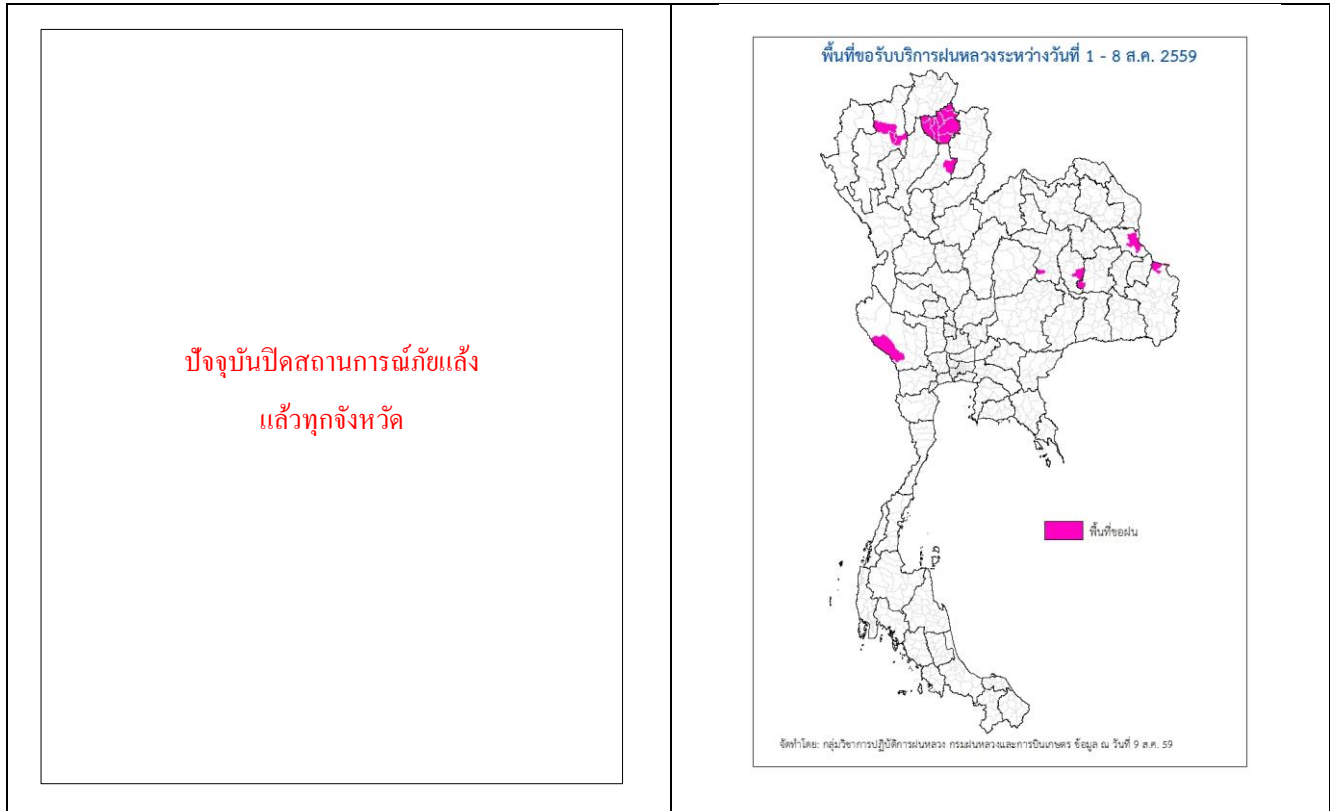 ปัจจุบันปิดสถานการณ์ภัยแล้ง
แล้วทุกจังหวัด
พื้นที่ขอรับบริการฝนหลวงระหว่างวันที่ 1 - 8 ส.ค. 2559
พื้นที่ขอฝน
จัดทำโดย: กลุ่มวิชาการปฏิบัติการฝนหลวง กรมฝนหลวงและการบินเกษตร ข้อมูล ณ วันที่ 9 ส.ค. 59